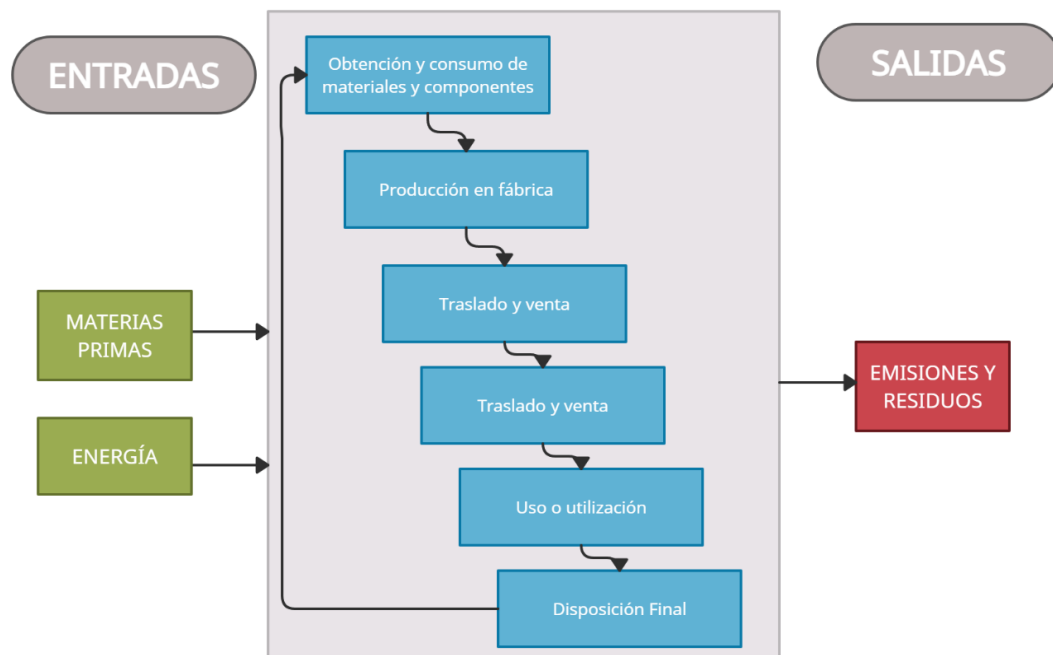 ENTRADAS
SALIDAS
Obtención y consumo de
materiales y componentes
Producción en fábrica
Traslado y venta
MATERIAS
PRIMAS
Traslado y venta
EMISIONES Y
RESIDUOS
ENERGÍA
Uso o utilización
Disposición Final